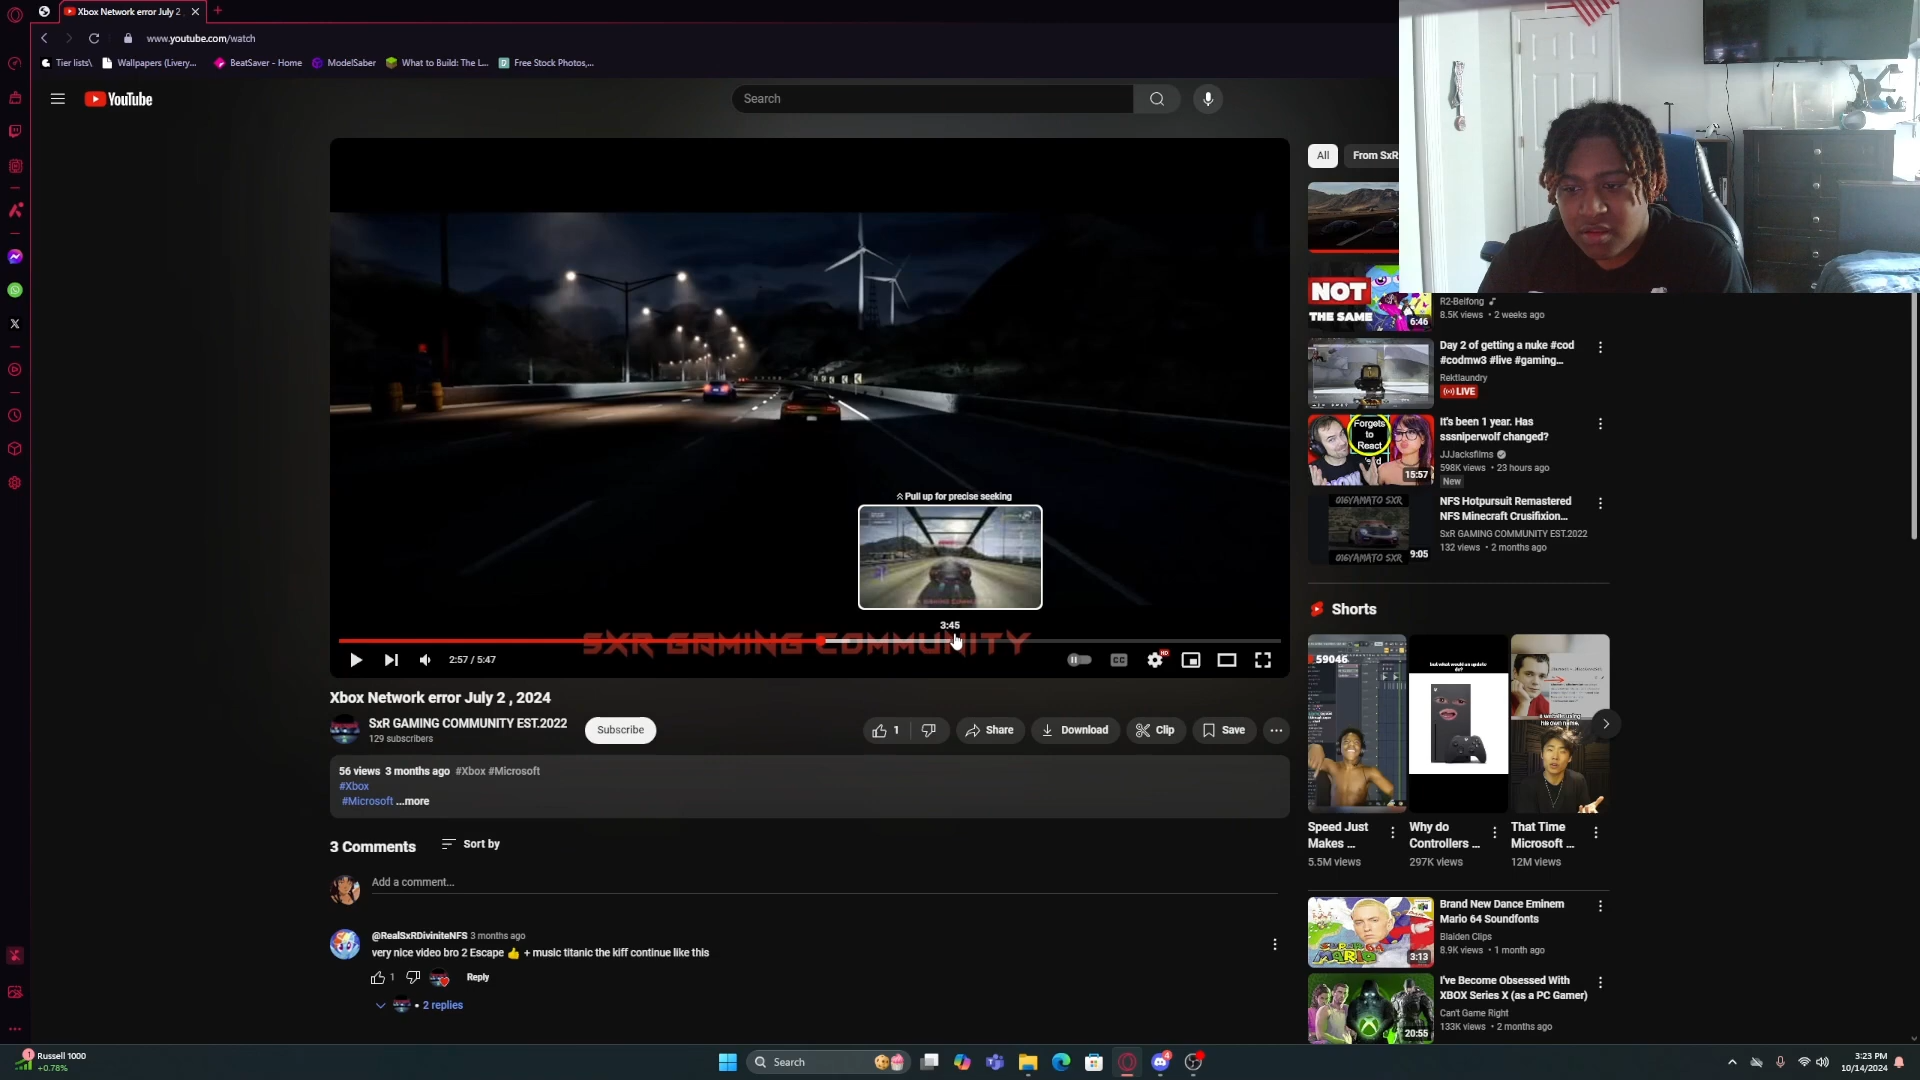 Xbox Network error July 2
www.youtube.com/watch
Tier lists\
Wallpapers (Livery...
BeatSaver - Home
ModelSaber
What to Build: The L...
Free Stock Photos,...
YouTube
Search
All
From SxR
Pull up for precise seeking
3:45
SXR GAMING COMMUNITY
2:57 / 5:47
CC
HD
Xbox Network error July 2 , 2024
SxR GAMING COMMUNITY EST.2022
129 subscribers
Subscribe
1
Share
Download
Clip
Save
56 views 3 months ago #Xbox #Microsoft
#Xbox
#Microsoft ...more
3 Comments
Sort by
Add a comment...
@RealSxRDiviniteNFS 3 months ago
very nice video bro 2 Escape 👍 + music titanic the kiff continue like this
1
Reply
2 replies
NOT
THE SAME
6:46
R2-Beifong
8.5K views • 2 weeks ago
Day 2 of getting a nuke #cod
#codmw3 #live #gaming...
Rektlaundry
LIVE
Forgets
to
React
15:57
It's been 1 year. Has
sssniperwolf changed?
JJJacksfilms
598K views • 23 hours ago
New
016YAMATO SXR
9:05
016YAMATO SXR
NFS Hotpursuit Remastered
NFS Minecraft Crusifixion...
SxR GAMING COMMUNITY EST.2022
132 views • 2 months ago
Shorts
59046
Speed Just
Makes ...
5.5M views
Why do
Controllers ...
297K views
That Time
Microsoft ...
12M views
SUPER
MARIO
3:13
Brand New Dance Eminem
Mario 64 Soundfonts
Blaiden Clips
8.9K views • 1 month ago
20:55
I've Become Obsessed With
XBOX Series X (as a PC Gamer)
Can't Game Right
133K views • 2 months ago
1
Russell 1000
+0.78%
Search
4
3:23 PM
10/14/2024